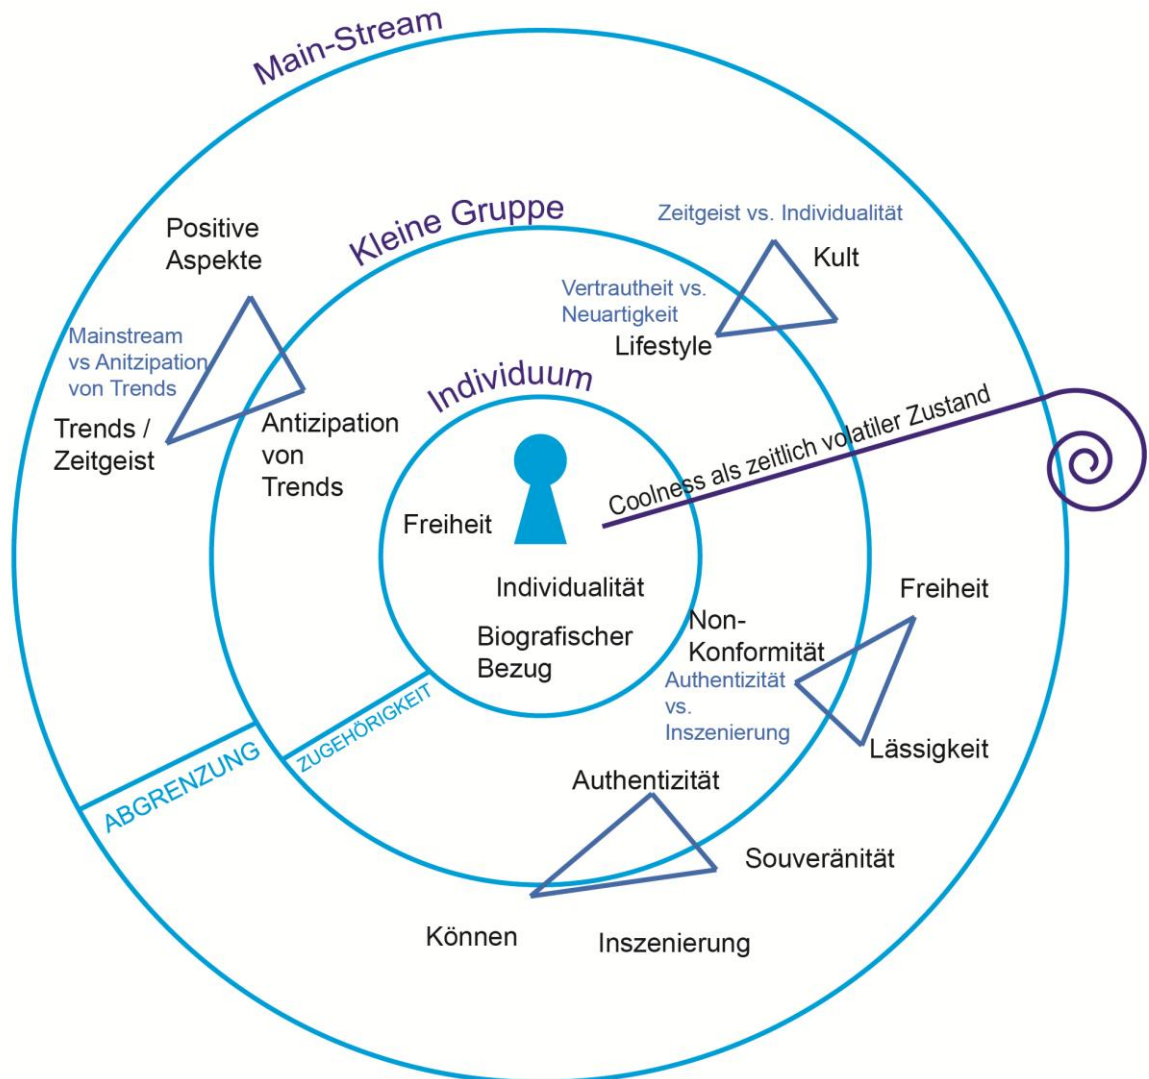 Main-Stream
Kleine Gruppe
Zeitgeist vs. Individualität
Positive
Aspekte
Kult
Vertrautheit vs.
Neuartigkeit
Lifestyle
Mainstream
vs Anitzipation
von Trends
Individuum
Trends /
Zeitgeist
Antizipation
von
Trends
Coolness als zeitlich volatiler Zustand
Freiheit
Individualität
Biografischer
Bezug
Freiheit
Non-
Konformität
Authentizität
vs.
Inszenierung
Lässigkeit
ZUGEHÖRIGKEIT
ABGRENZUNG
Authentizität
Souveränität
Können
Inszenierung